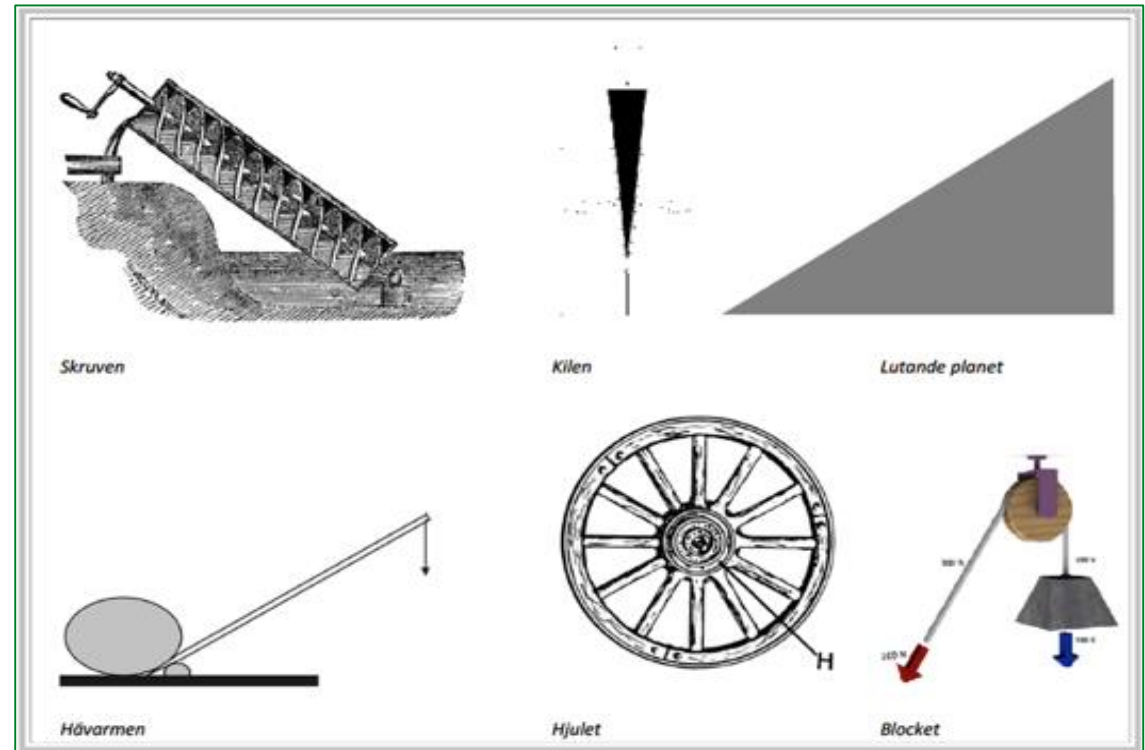 Skruven
Kilen
Lutande planet
H
Hävarmen
Hjulet
Blocket